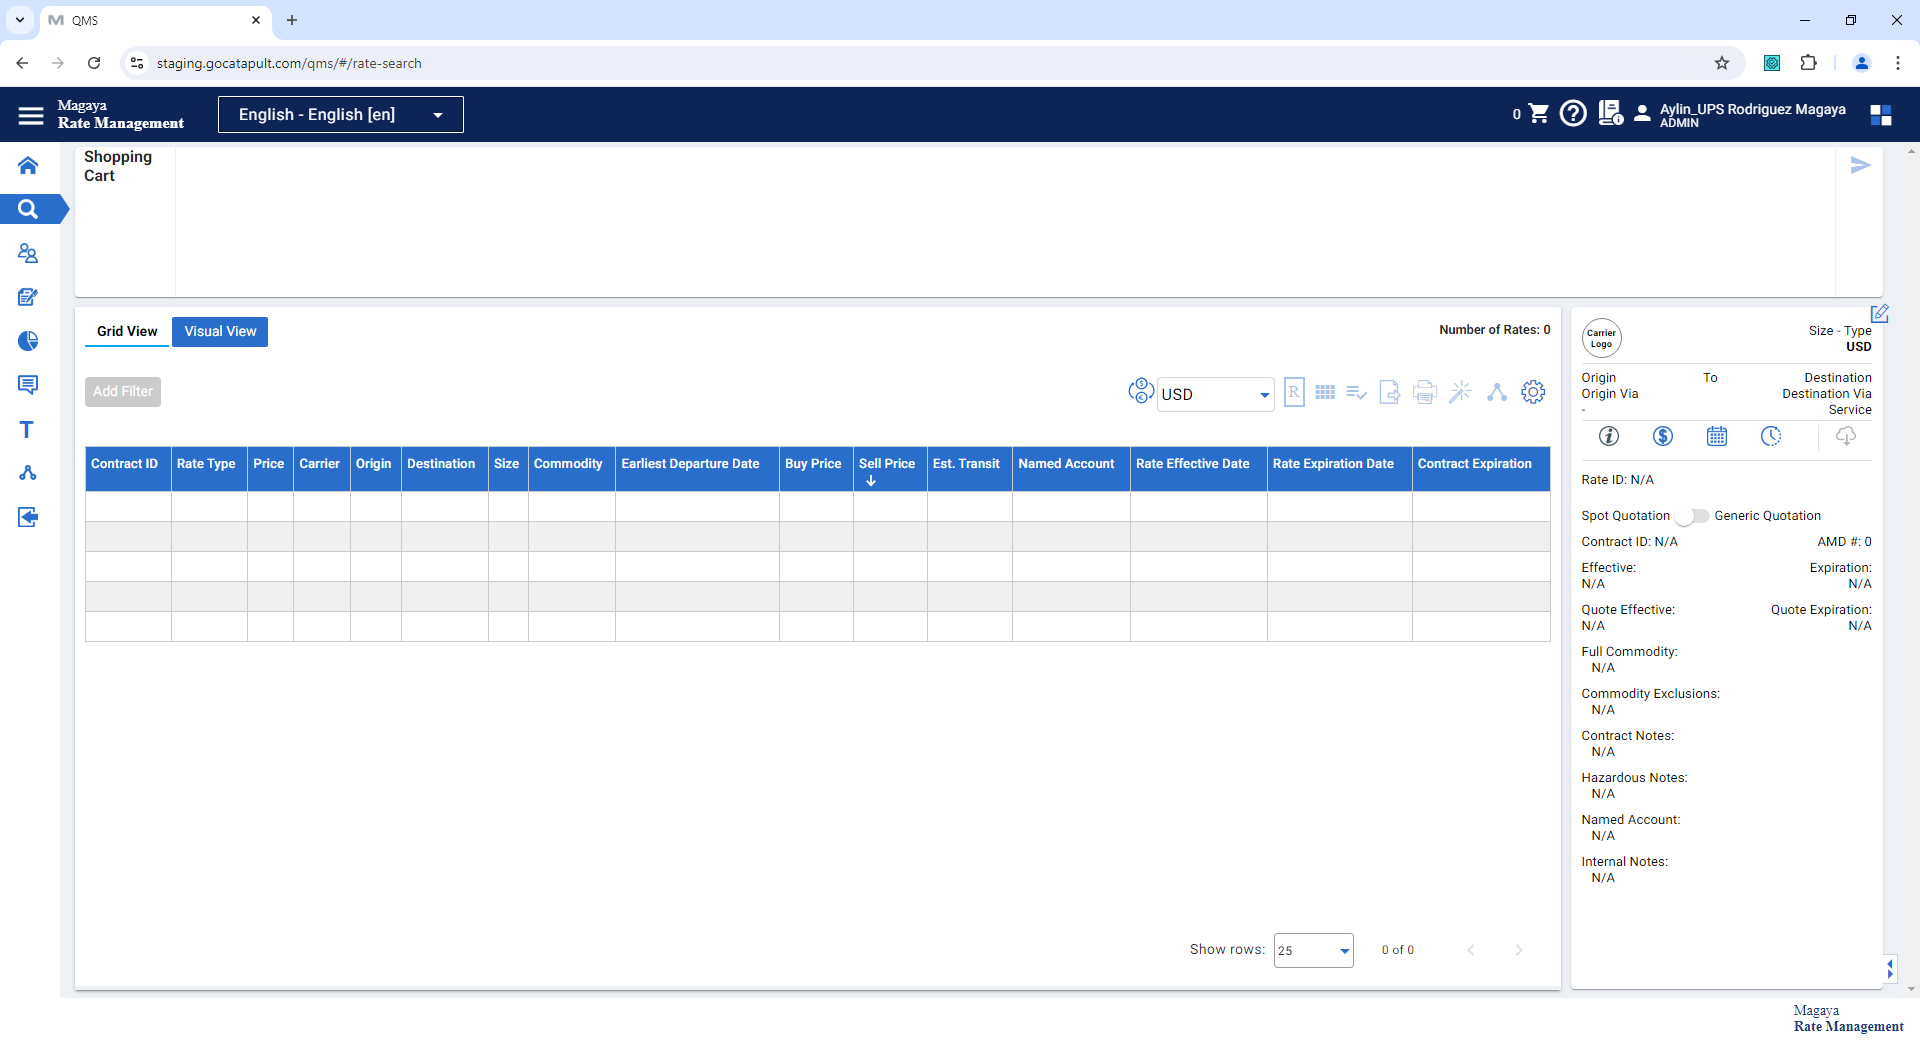 QMS
staging.gocatapult.com/qms/#/rate-search
Magaya
Rate Management
English - English [en]
0
Aylin_UPS Rodriguez Magaya
ADMIN
Shopping
Cart
Grid View
Visual View
Number of Rates: 0
Add Filter
USD
R
Contract ID
Rate Type
Price
Carrier
Origin
Destination
Size
Commodity
Earliest Departure Date
Buy Price
Sell Price
Est. Transit
Named Account
Rate Effective Date
Rate Expiration Date
Contract Expiration
Show rows:
25
0 of 0
Carrier
Logo
Size - Type
USD
Origin
To
Destination
Origin Via
Destination Via
-
Service
Rate ID: N/A
Spot Quotation
Generic Quotation
Contract ID: N/A
AMD #: 0
Effective:
Expiration:
N/A
N/A
Quote Effective:
Quote Expiration:
N/A
N/A
Full Commodity:
N/A
Commodity Exclusions:
N/A
Contract Notes:
N/A
Hazardous Notes:
N/A
Named Account:
N/A
Internal Notes:
N/A
Magaya
Rate Management